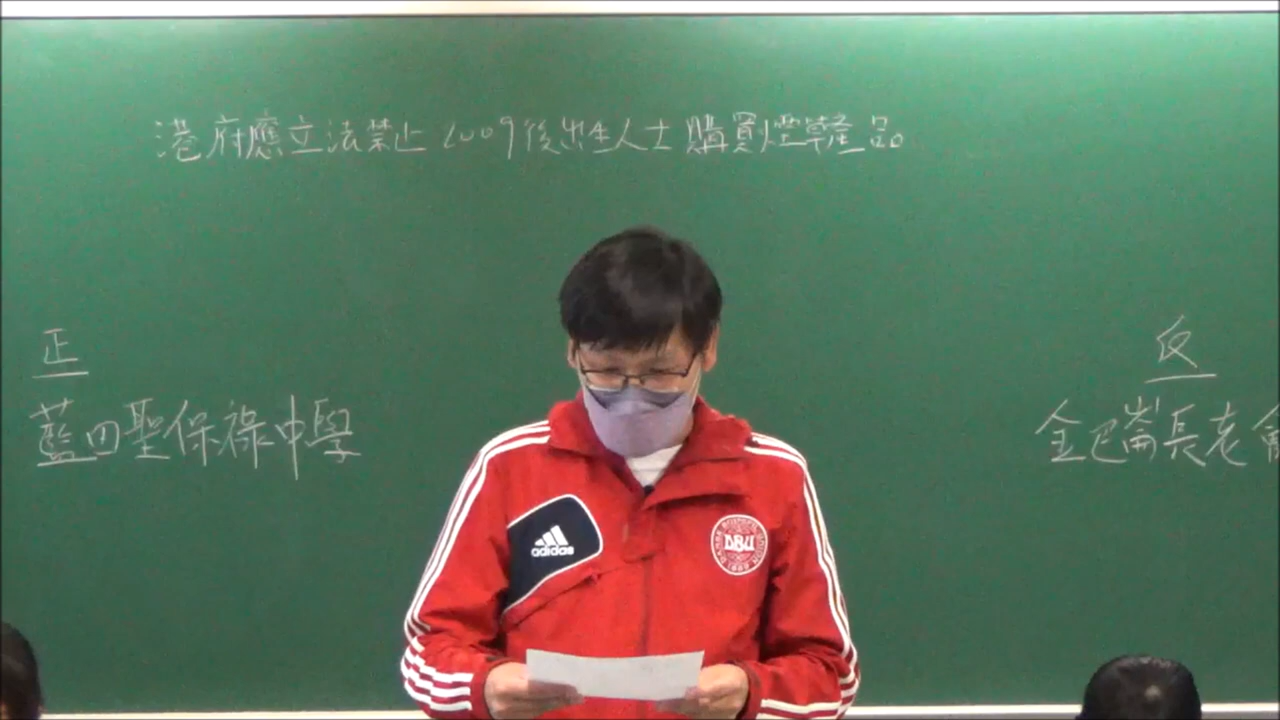 港府應立法禁止2009後出生人士購買煙草產品
正
反
藍田聖保祿中學
金巴崙長老會
adidas
DBU